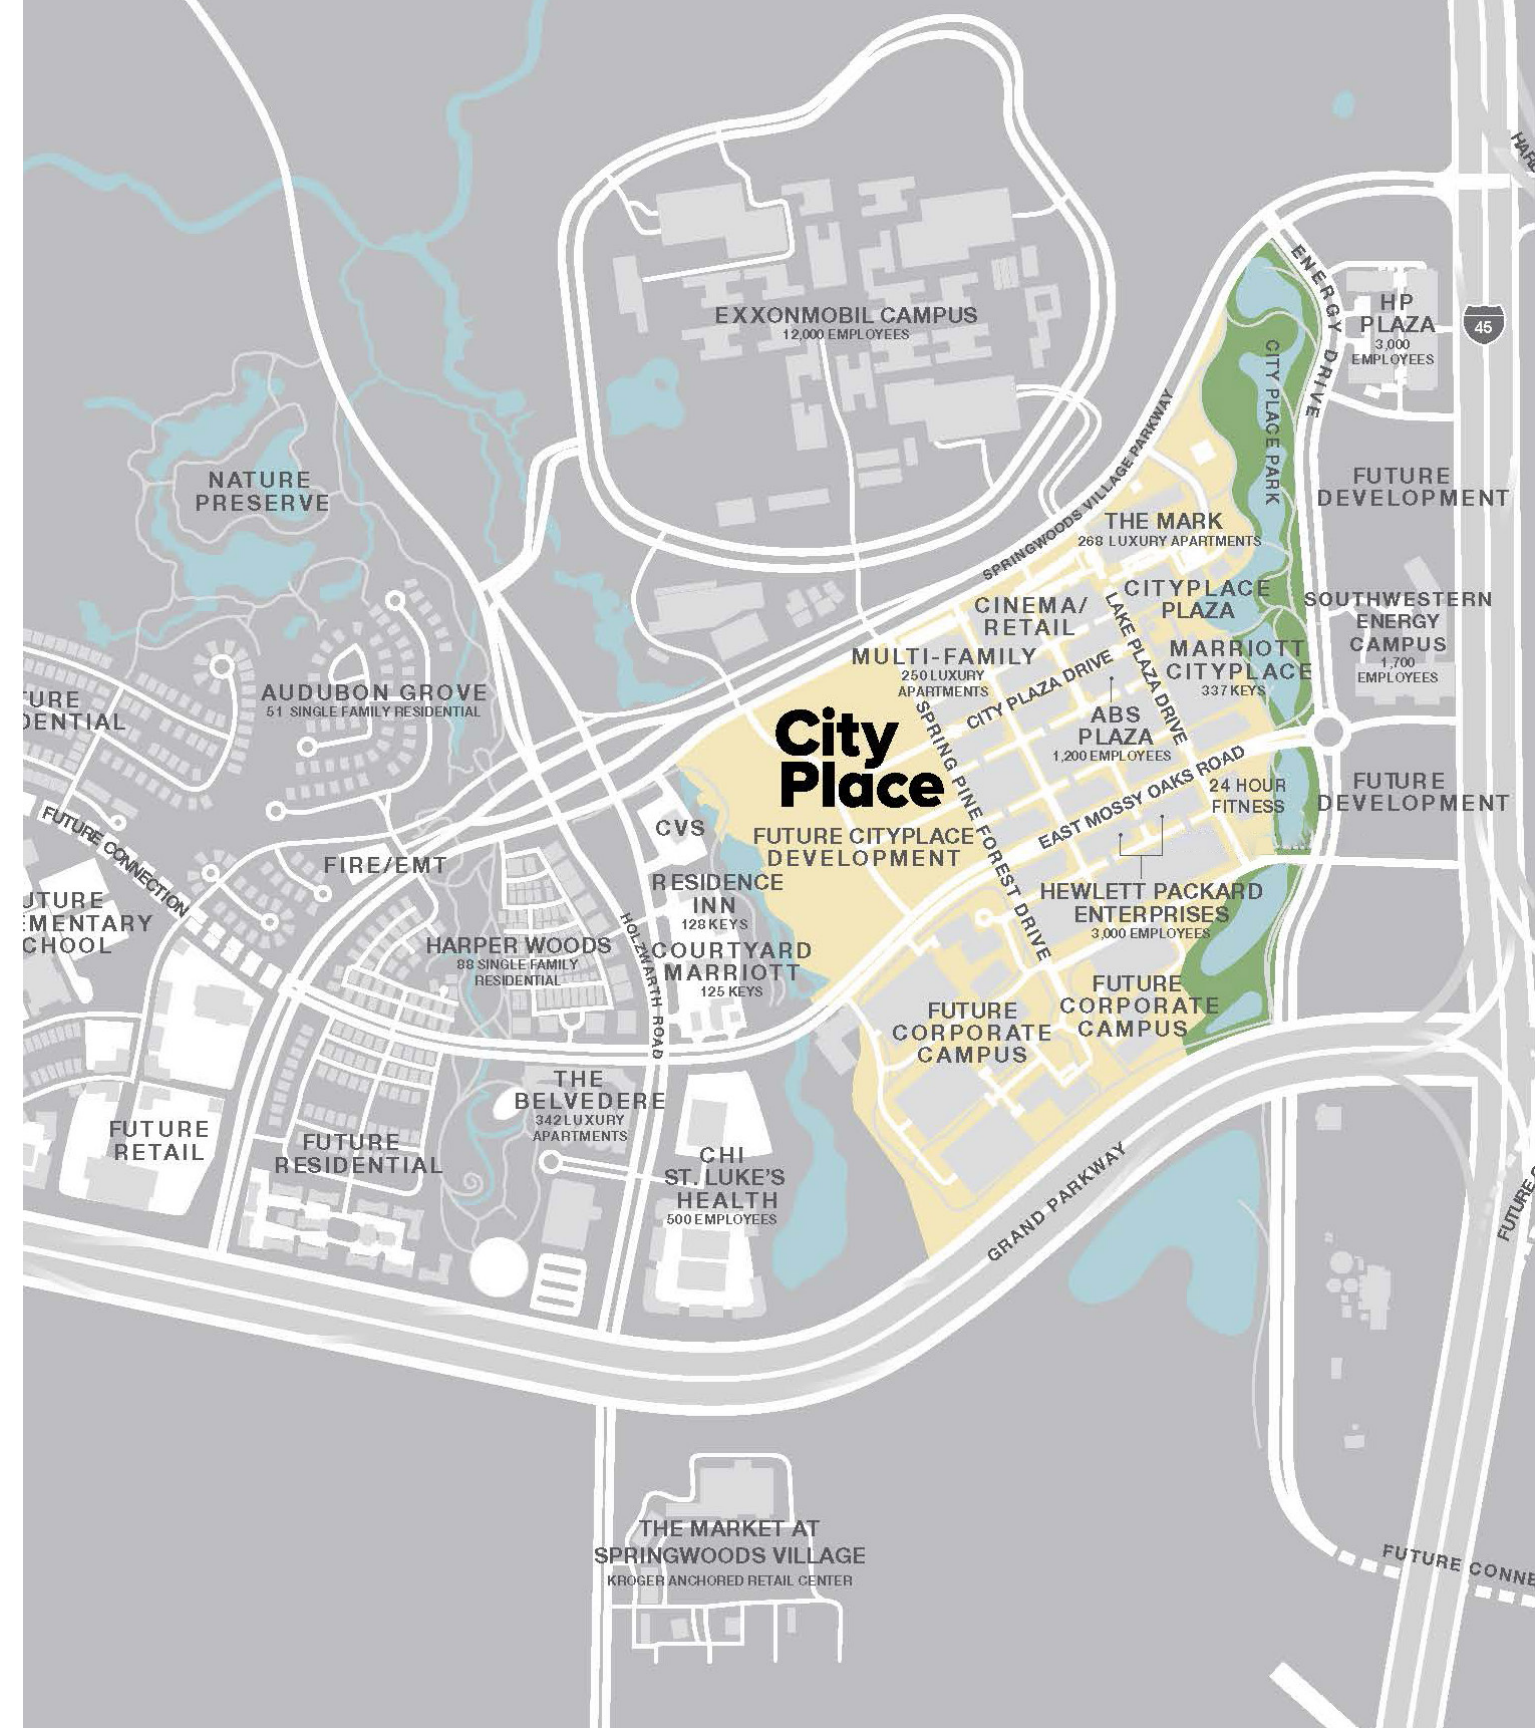 HP
PLAZA
3,000
EMPLOYEES
45
ENERGY DRIVE
EXXONMOBIL CAMPUS
12,000 EMPLOYEES
CITY PLACE PARK
SPRINGWOODS VILLAGE PARKWAY
NATURE
PRESERVE
FUTURE
DEVELOPMENT
THE MARK
268 LUXURY APARTMENTS
CITYPLACE
PLAZA
CINEMA/
RETAIL
SOUTHWESTERN
ENERGY
CAMPUS
1,700
EMPLOYEES
LAKE PLAZA DRIVE
MULTI-FAMILY
250 LUXURY
APARTMENTS
MARRIOTT
CITYPLACE
337 KEYS
CITY PLAZA DRIVE
AUDUBON GROVE
51 SINGLE FAMILY RESIDENTIAL
URE
DENTIAL
City
Place
ABS
PLAZA
1,200 EMPLOYEES
SPRING PINE FOREST DRIVE
EAST MOSSY OAKS ROAD
24 HOUR
FITNESS
FUTURE
DEVELOPMENT
CVS
FUTURE CITYPLACE
DEVELOPMENT
FUTURE CONNECTION
FIRE/EMT
RESIDENCE
INN
128 KEYS
HEWLETT PACKARD
ENTERPRISES
3,000 EMPLOYEES
UTURE
EMENTARY
CHOOL
HARPER WOODS
88 SINGLE FAMILY
RESIDENTIAL
HOLZWARTH ROAD
COURTYARD
MARRIOTT
125 KEYS
FUTURE
CORPORATE
CAMPUS
FUTURE
CORPORATE
CAMPUS
THE
BELVEDERE
342 LUXURY
APARTMENTS
FUTURE
RETAIL
FUTURE
RESIDENTIAL
CHI
ST. LUKE'S
HEALTH
500 EMPLOYEES
GRAND PARKWAY
FUTURE
THE MARKET AT
SPRINGWOODS VILLAGE
KROGER ANCHORED RETAIL CENTER
FUTURE CONNE